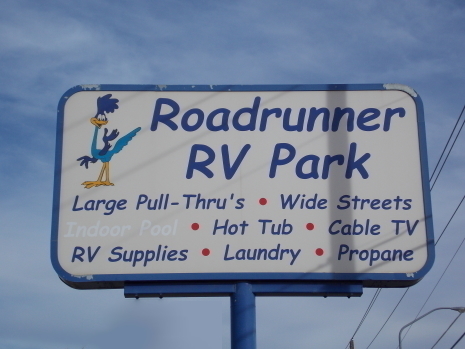 Roadrunner
RV Park
Large Pull-Thru's • Wide Streets
Indoor Pool • Hot Tub • Cable TV
RV Supplies • Laundry • Propane